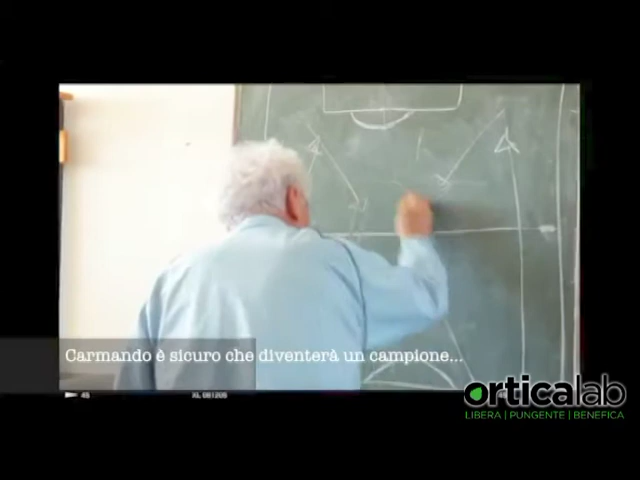 Carmando è sicuro che diventerà un campione...
orticalab
LIBERA | PUNGENTE | BENEFICA